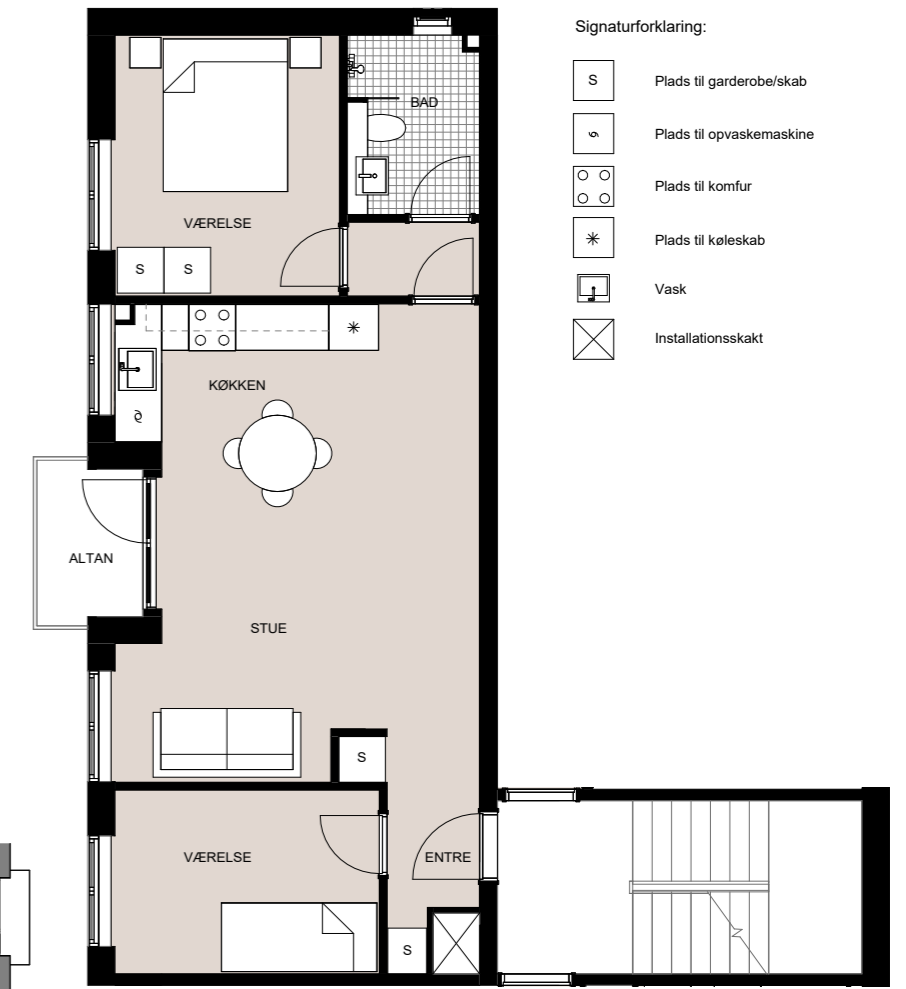 Signaturforklaring:
S Plads til garderobe/skab
Plads til opvaskemaskine
Plads til komfur
Plads til køleskab
Vask
Installationsskakt
BAD
VÆRELSE
S S
KØKKEN
ALTAN
STUE
S
VÆRELSE
ENTRE
S